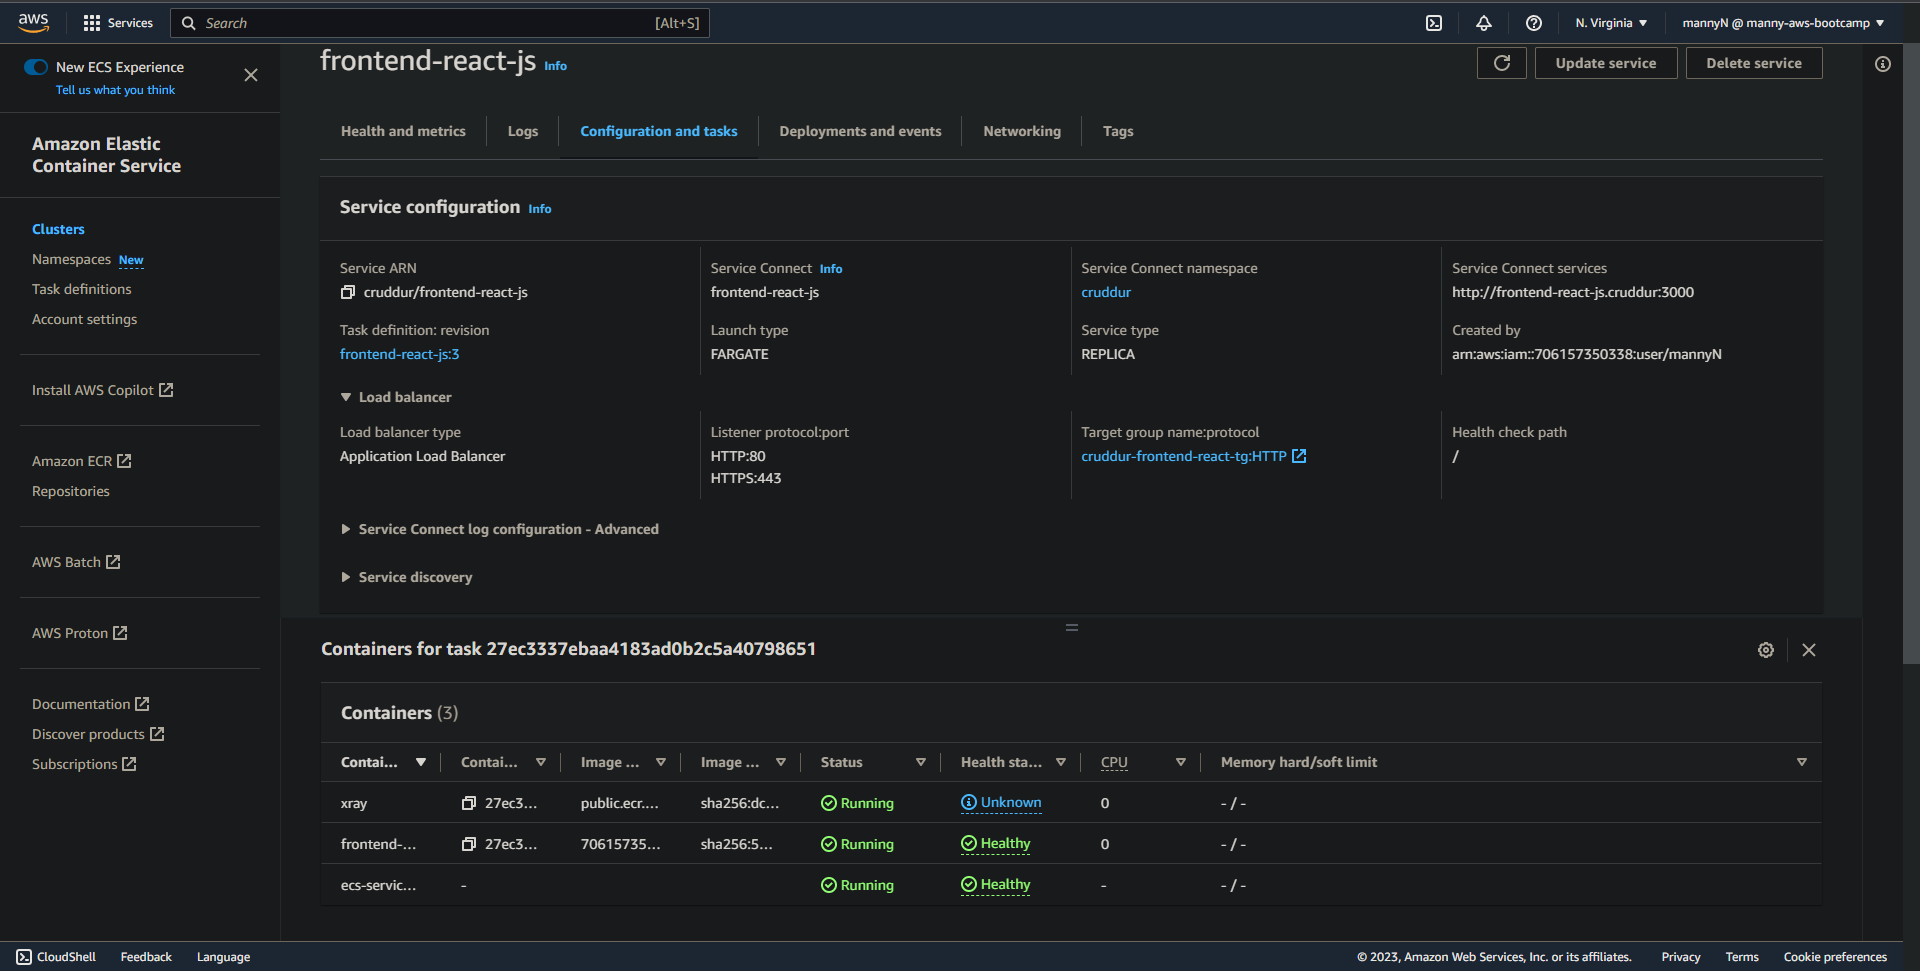 aws
Services
Search
[Alt+S]
N. Virginia
mannyN @ manny-aws-bootcamp
New ECS Experience
Tell us what you think
Amazon Elastic
Container Service
Clusters
Namespaces New
Task definitions
Account settings
Install AWS Copilot
Amazon ECR
Repositories
AWS Batch
AWS Proton
Documentation
Discover products
Subscriptions
frontend-react-js Info
Update service
Delete service
Health and metrics
Logs
Configuration and tasks
Deployments and events
Networking
Tags
Service configuration Info
Service ARN
cruddur/frontend-react-js
Service Connect Info
frontend-react-js
Service Connect namespace
cruddur
Service Connect services
http://frontend-react-js.cruddur:3000
Task definition: revision
frontend-react-js:3
Launch type
FARGATE
Service type
REPLICA
Created by
arn:aws:iam::706157350338:user/mannyN
Load balancer
Load balancer type
Application Load Balancer
Listener protocol:port
HTTP:80
HTTPS:443
Target group name:protocol
cruddur-frontend-react-tg:HTTP
Health check path
/
Service Connect log configuration - Advanced
Service discovery
Containers for task 27ec3337ebaa4183ad0b2c5a40798651
Containers (3)
Contai... Contai... Image ... Image ... Status Health sta... CPU Memory hard/soft limit
xray 27ec3... public.ecr.... sha256:dc... Running Unknown 0 - / -
frontend-... 27ec3... 70615735... sha256:5... Running Healthy 0 - / -
ecs-servic... - Running Healthy - - / -
CloudShell
Feedback
Language
© 2023, Amazon Web Services, Inc. or its affiliates.
Privacy
Terms
Cookie preferences